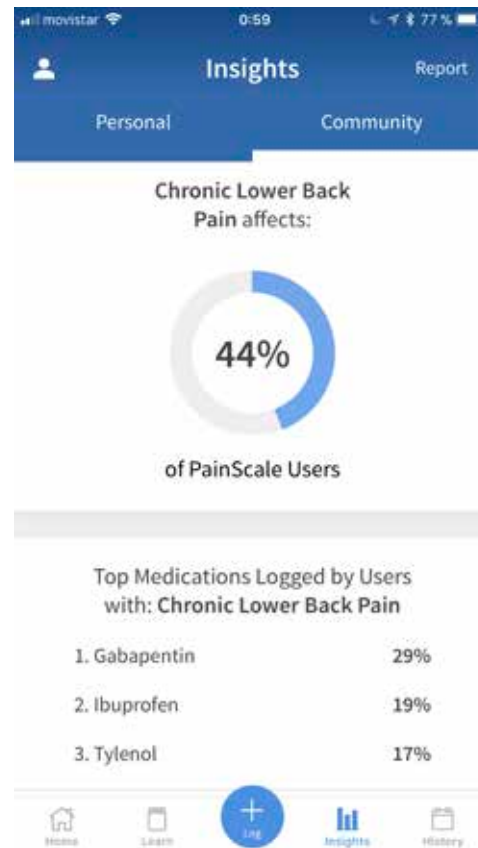 movistar 0:59 77 %
Insights Report
Personal Community
Chronic Lower Back
Pain affects:
44%
of PainScale Users
Top Medications Logged by Users
with: Chronic Lower Back Pain
1. Gabapentin 29%
2. Ibuprofen 19%
3. Tylenol 17%
+
Log
Home Learn Insights History